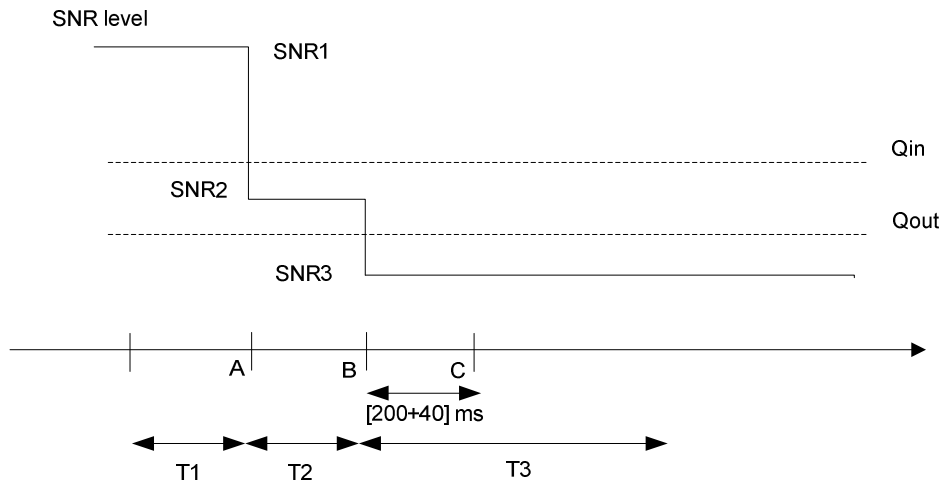 SNR level
SNR1
Qin
SNR2
Qout
SNR3
A
B
C
[200+40] ms
T1
T2
T3